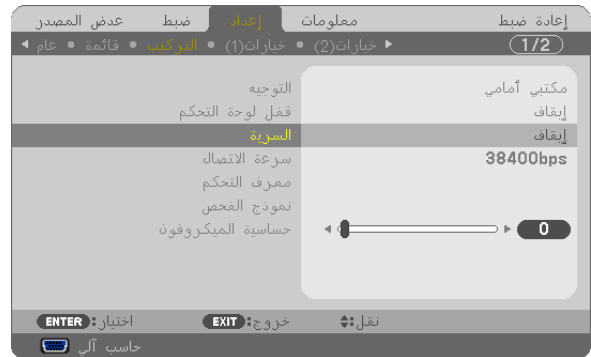 عدض المصدر ضبط إعداد معلومات إعادة ضبط
عام • قائمة • التركيب • خيارات(1) • خيارات(2) (1/2)
التوجيه مكتبي أمامي
قفل لوحة التحكم إيقاف
السرية إيقاف
سرعة الاتصال 38400bps
معرف التحكم
نموذج الفحص
حساسية الميكروفون 0
ENTER :اختيار EXIT :خروج نقل:
حاسب آلي